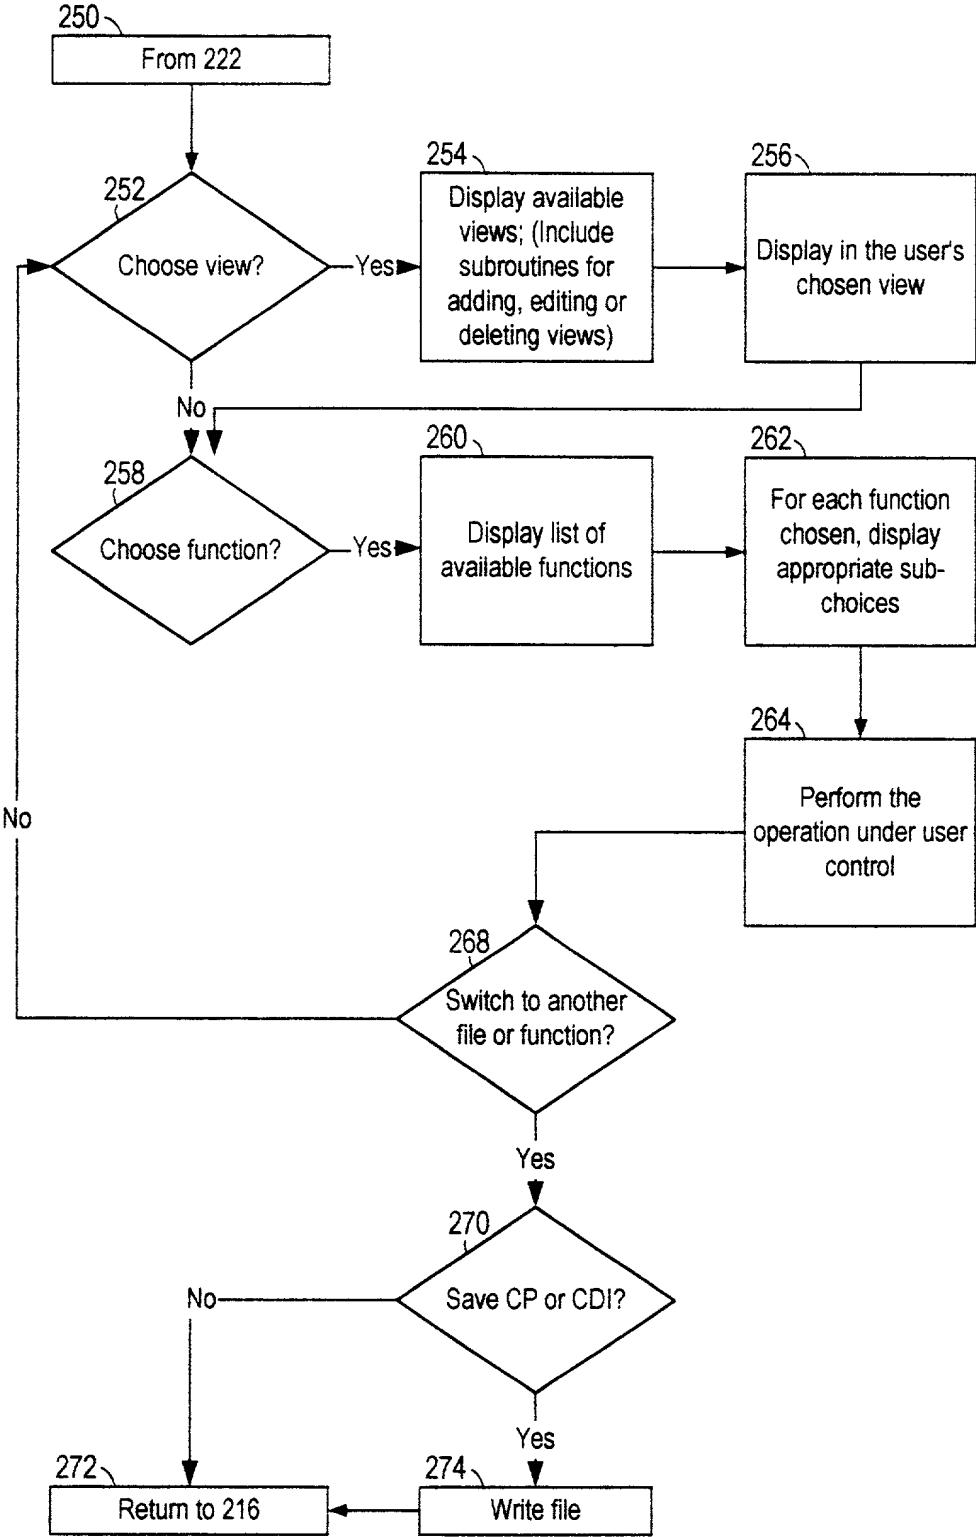 250
From 222
252
Choose view?
Yes
254
Display available
views; (Include
subroutines for
adding, editing or
deleting views)
256
Display in the user's
chosen view
No
258
Choose function?
Yes
260
Display list of
available functions
262
For each function
chosen, display
appropriate sub-
choices
264
Perform the
operation under user
control
No
268
Switch to another
file or function?
Yes
270
Save CP or CDI?
No
Yes
272
Return to 216
274
Write file